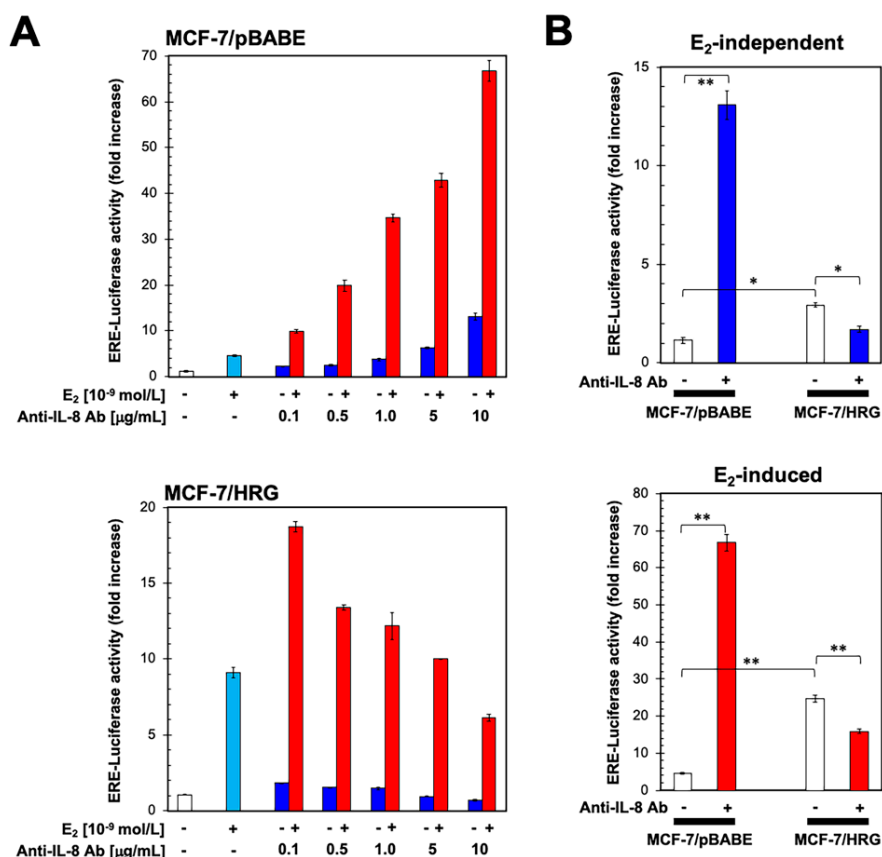 A
MCF-7/pBABE
ERE-Luciferase activity (fold increase)
70
60
50
40
30
20
10
0
E₂ [10⁻⁹ mol/L] - + - + - + - + - + - +
Anti-IL-8 Ab [μg/mL] - - 0.1 0.5 1.0 5 10
MCF-7/HRG
ERE-Luciferase activity (fold increase)
20
15
10
5
0
E₂ [10⁻⁹ mol/L] - + - + - + - + - + - +
Anti-IL-8 Ab [μg/mL] - - 0.1 0.5 1.0 5 10
B
E₂-independent
ERE-Luciferase activity (fold increase)
15
10
5
0
**
*
*
Anti-IL-8 Ab - + - +
MCF-7/pBABE MCF-7/HRG
E₂-induced
ERE-Luciferase activity (fold increase)
80
70
60
50
40
30
20
10
0
**
**
**
Anti-IL-8 Ab - + - +
MCF-7/pBABE MCF-7/HRG